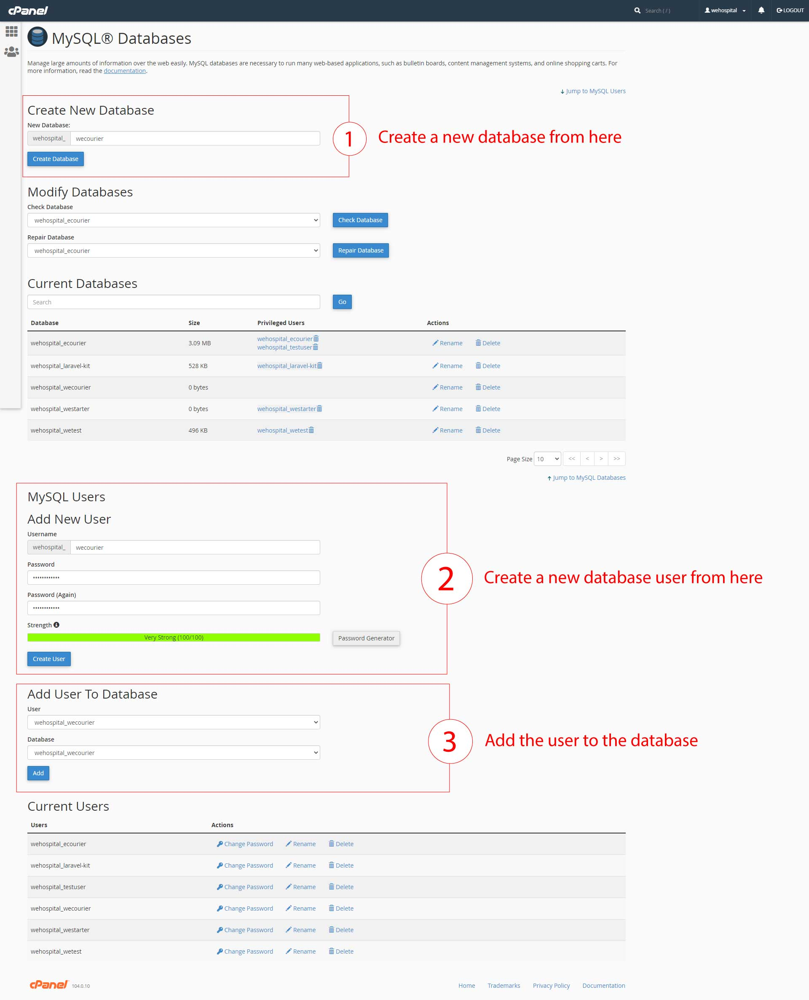 cPanel
Search ( / )
wehospital
LOGOUT
MySQL® Databases
Manage large amounts of information over the web easily. MySQL databases are necessary to run many web-based applications, such as bulletin boards, content management systems, and online shopping carts. For
more information, read the documentation.
Jump to MySQL Users
Create New Database
New Database:
wehospital_ wecourier
1 Create a new database from here
Create Database
Modify Databases
Check Database
wehospital_ecourier Check Database
Repair Database
wehospital_ecourier Repair Database
Current Databases
Search Go
Database Size Privileged Users Actions
wehospital_ecourier 3.09 MB wehospital_ecourier Rename Delete
wehospital_testuser
wehospital_laravel-kit 528 KB wehospital_laravel-kit Rename Delete
wehospital_wecourier 0 bytes Rename Delete
wehospital_westarter 0 bytes wehospital_westarter Rename Delete
wehospital_wetest 496 KB wehospital_wetest Rename Delete
Page Size 10 << < > >>
Jump to MySQL Databases
MySQL Users
Add New User
Username
wehospital_ wecourier
Password
••••••••••••
2 Create a new database user from here
Password (Again)
••••••••••••
Strength
Very Strong (100/100) Password Generator
Create User
Add User To Database
User
wehospital_wecourier
Database
wehospital_wecourier
3 Add the user to the database
Add
Current Users
Users Actions
wehospital_ecourier Change Password Rename Delete
wehospital_laravel-kit Change Password Rename Delete
wehospital_testuser Change Password Rename Delete
wehospital_wecourier Change Password Rename Delete
wehospital_westarter Change Password Rename Delete
wehospital_wetest Change Password Rename Delete
cPanel 104.0.10 Home Trademarks Privacy Policy Documentation